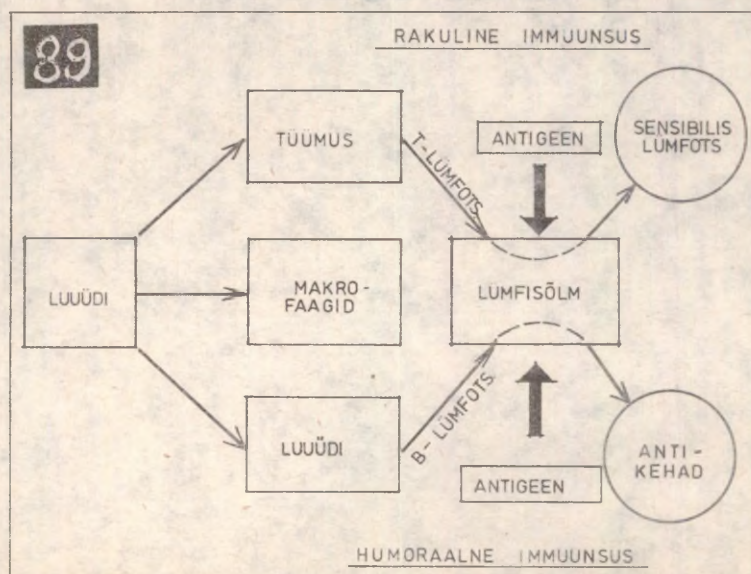 89
RAKULINE IMMUUNSUS
TÜÜMUS
T-LÜMFOTS.
ANTIGEEN
SENSIBILIS
LÜMFOTS
LUUÜDI
MAKRO-
FAAGID
LÜMFISÕLM
LUUÜDI
B-LÜMFOTS.
ANTIGEEN
ANTI-
KEHAD
HUMORAALNE IMMUUNSUS